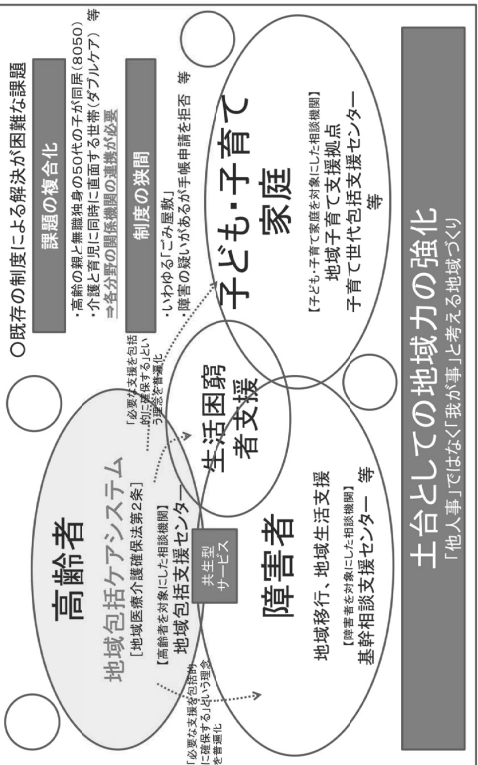 ○既存の制度による解決が困難な課題
課題の複合化
・高齢の親と無職独身の50代の子が同居(8050)
・介護と育児に同時に直面する世帯(ダブルケア) 等
⇒各分野の関係機関の連携が必要
制度の狭間
・いわゆる「ごみ屋敷」
・障害の疑いがあるが手帳申請を拒否 等
高齢者
地域包括ケアシステム
[地域医療介護確保法第2条]
【高齢者を対象にした相談機関】
地域包括支援センター
「必要な支援を包括
的に確保する」とい
う理念を普遍化
生活困窮
者支援
共生型
サービス
「必要な支援を包括的
に確保する」という理念
を普遍化
障害者
地域移行、地域生活支援
【障害者を対象にした相談機関】
基幹相談支援センター 等
子ども・子育て
家庭
【子ども・子育て家庭を対象にした相談機関】
地域子育て支援拠点
子育て世代包括支援センター
等
土台としての地域力の強化
「他人事」ではなく「我が事」と考える地域づくり